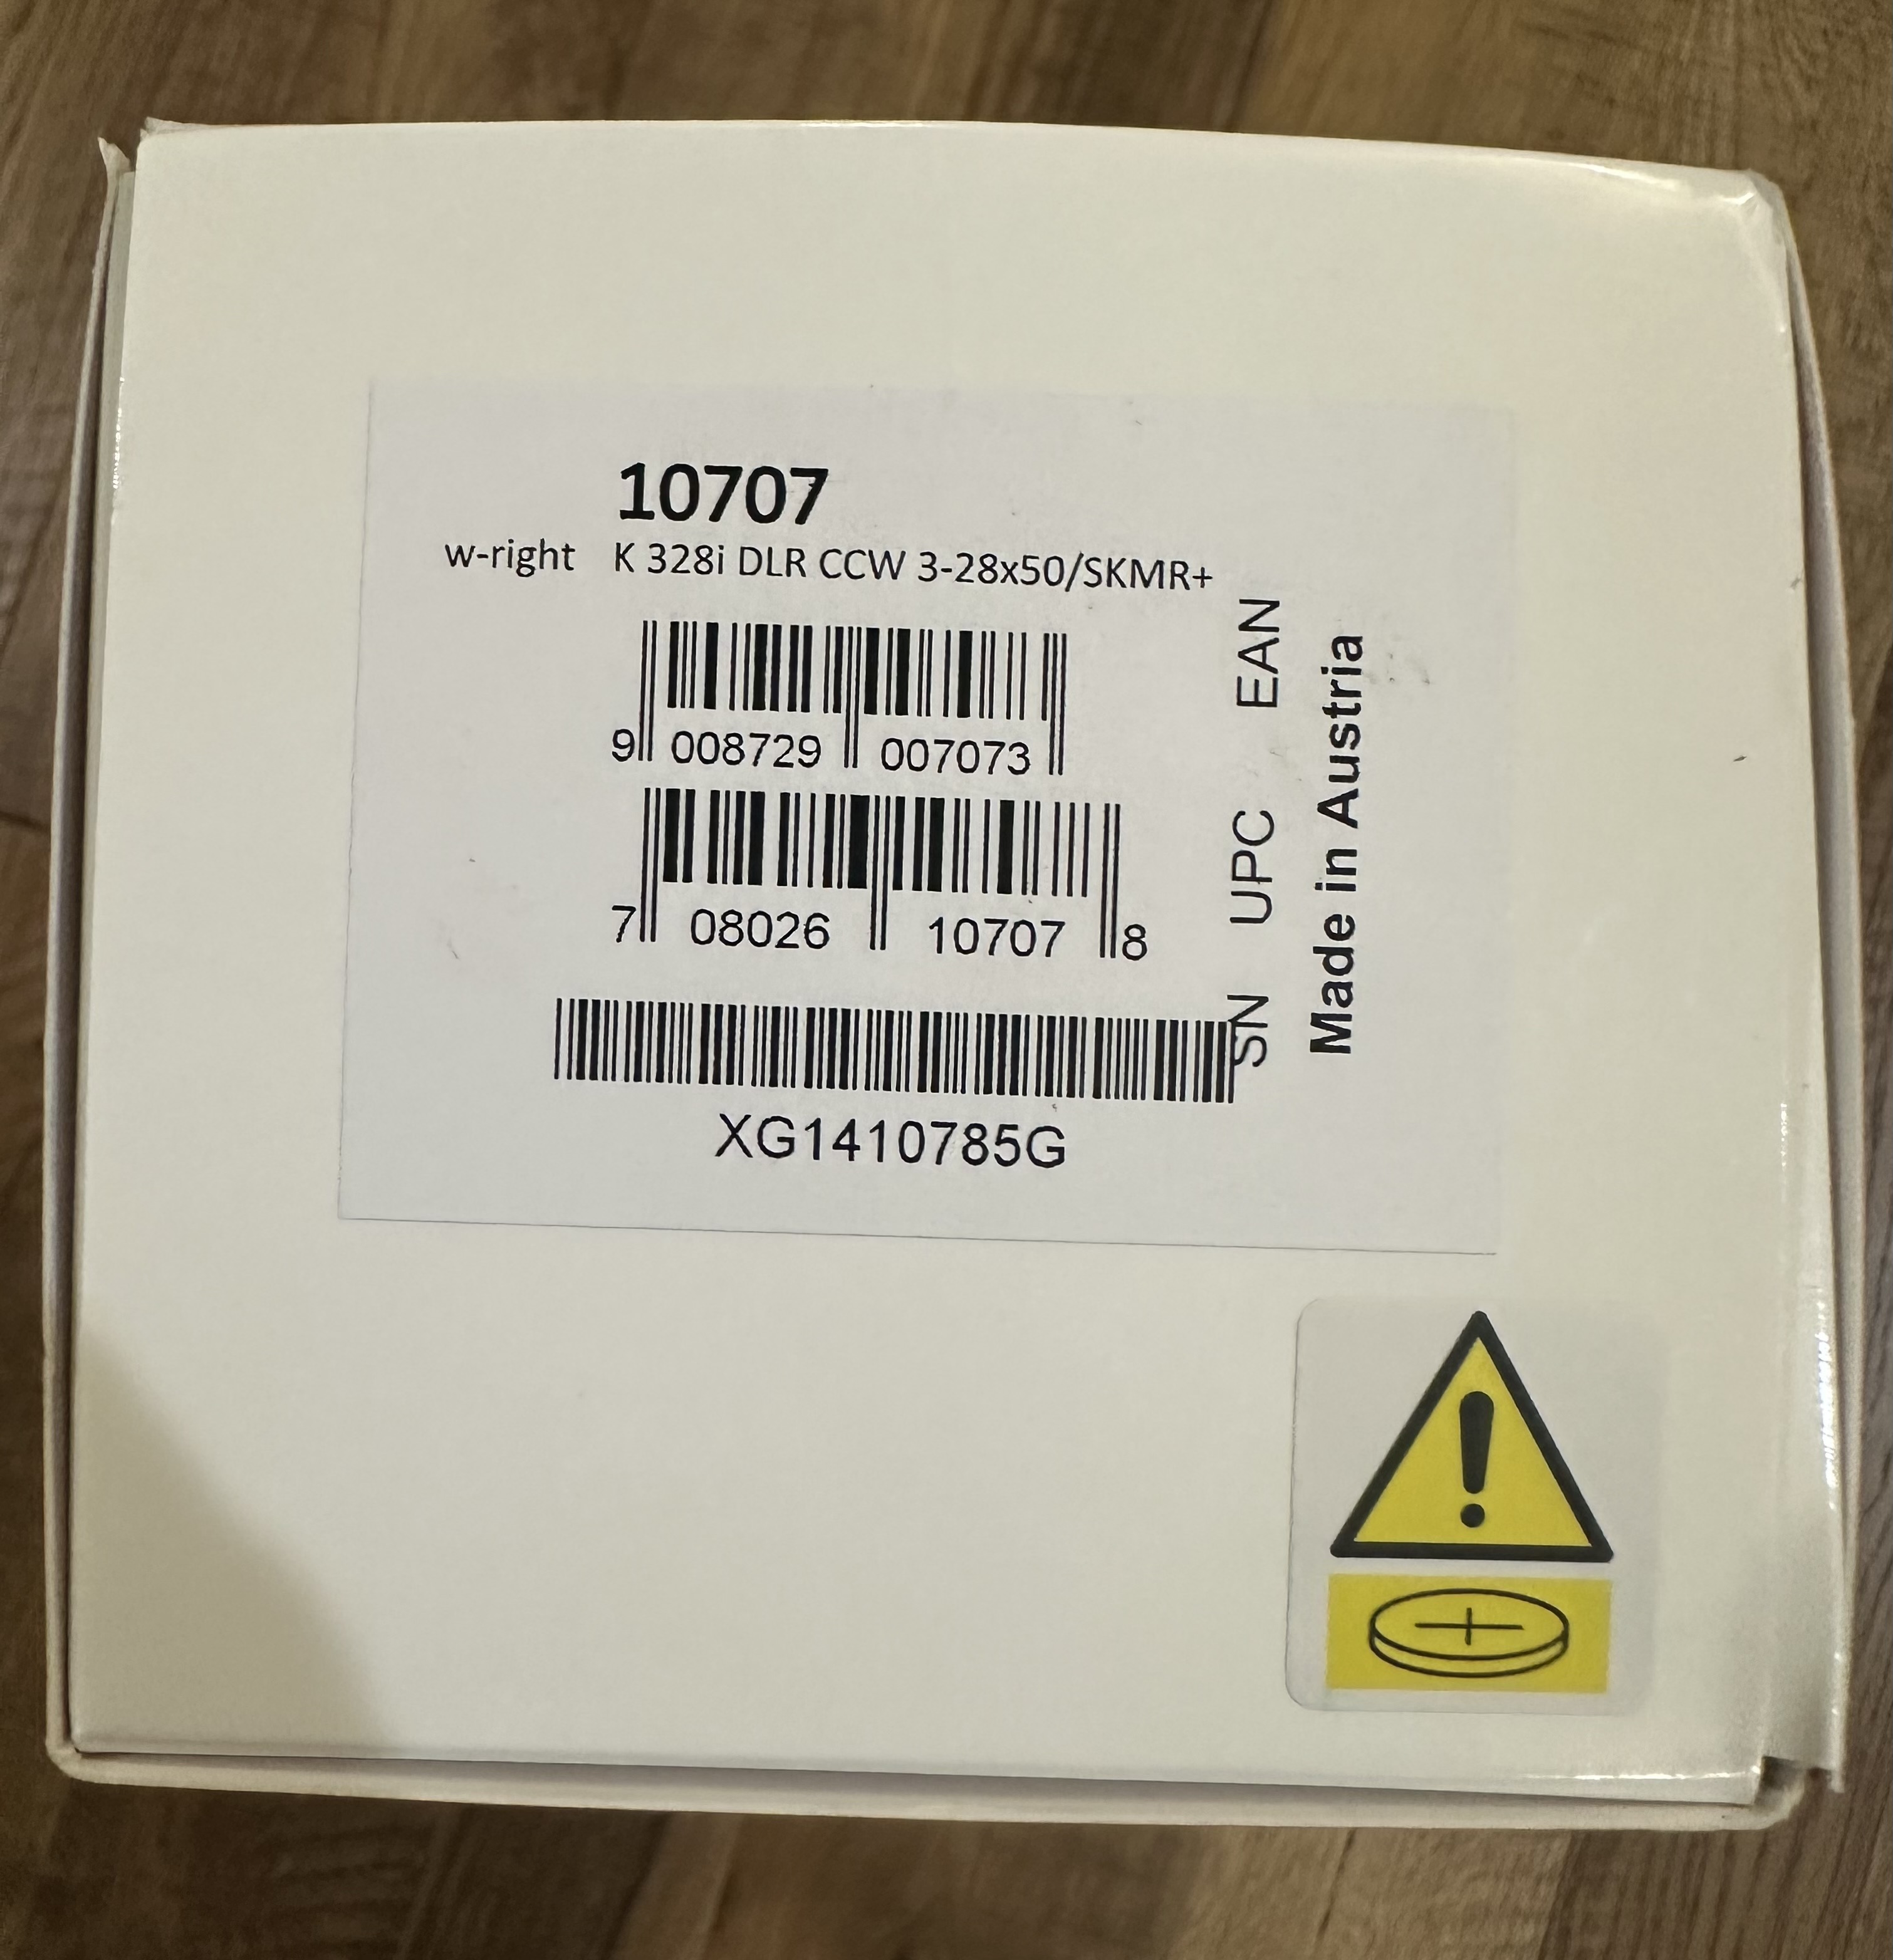 10707
w-right K 328i DLR CCW 3-28x50/SKMR+
EAN
9 008729 007073
UPC
7 08026 10707 8
SN
XG1410785G
Made in Austria